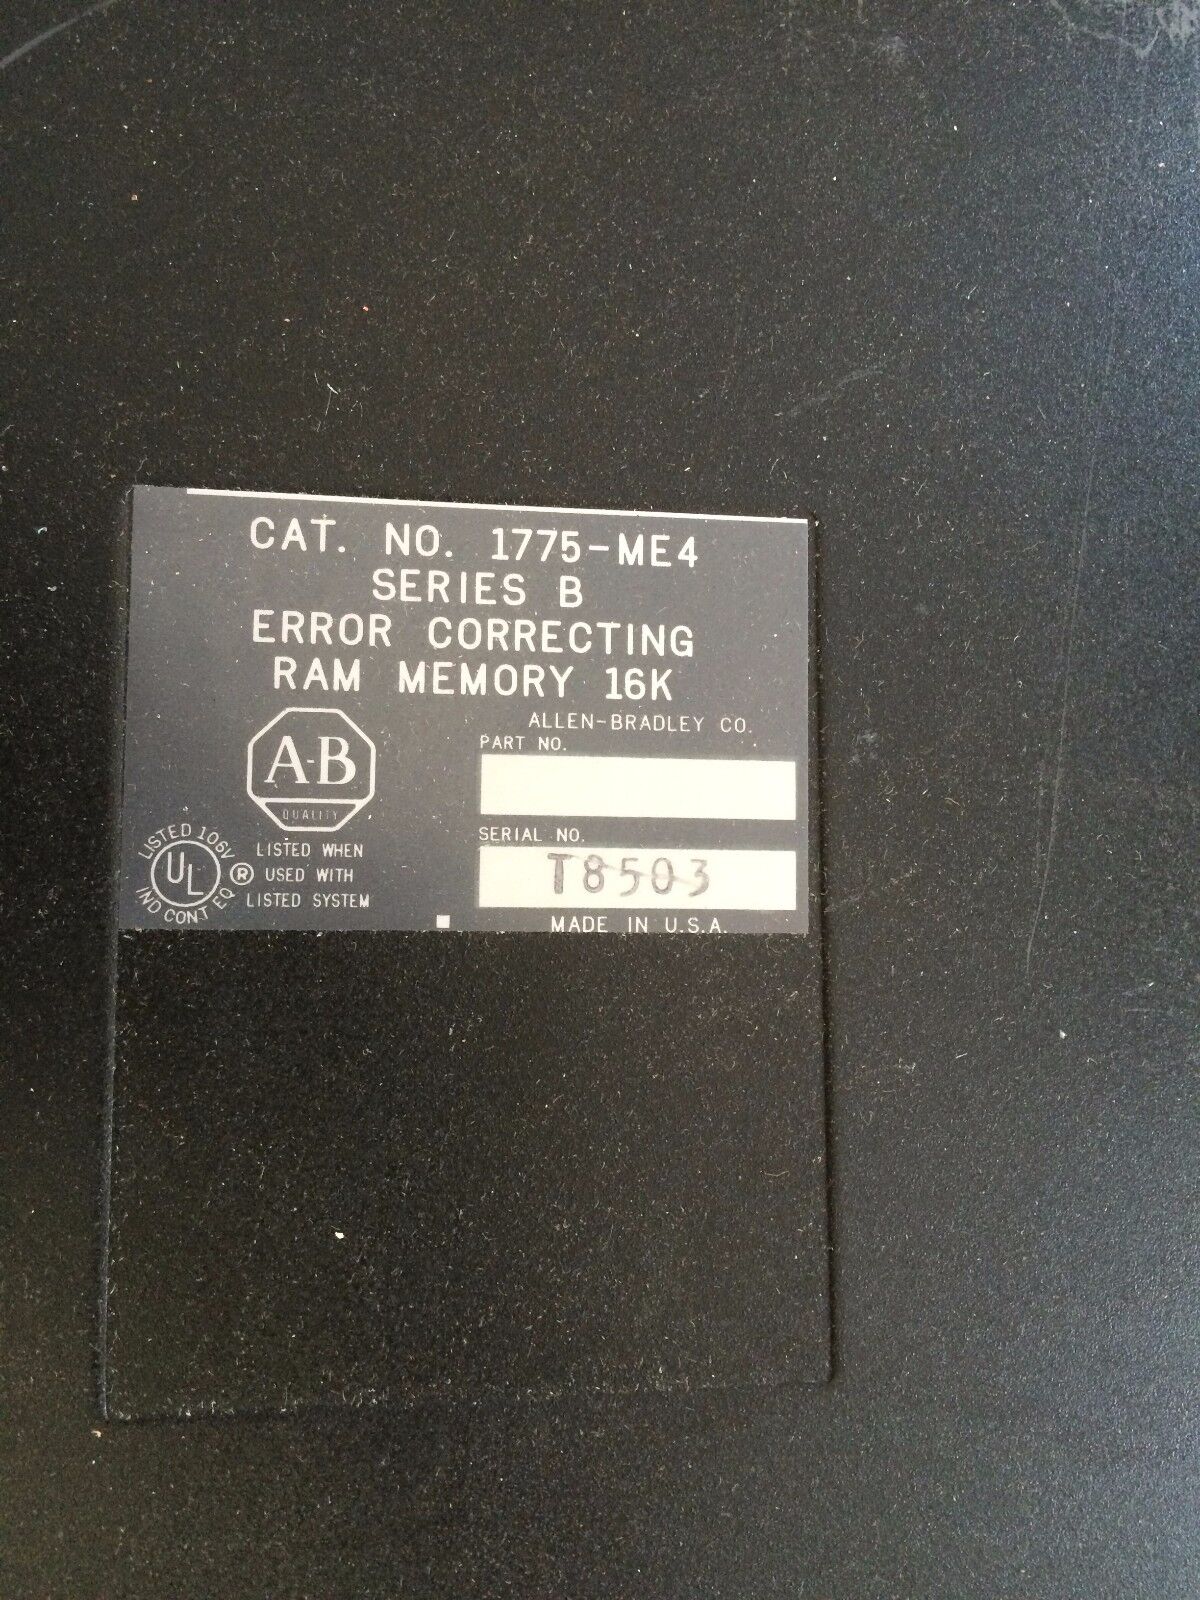 CAT. NO. 1775-ME4
SERIES B
ERROR CORRECTING
RAM MEMORY 16K
ALLEN-BRADLEY CO.
PART NO.
A-B
QUALITY
SERIAL NO.
T8503
LISTED 106V
UL
IND CONT EQ
®
LISTED WHEN
USED WITH
LISTED SYSTEM
MADE IN U.S.A.